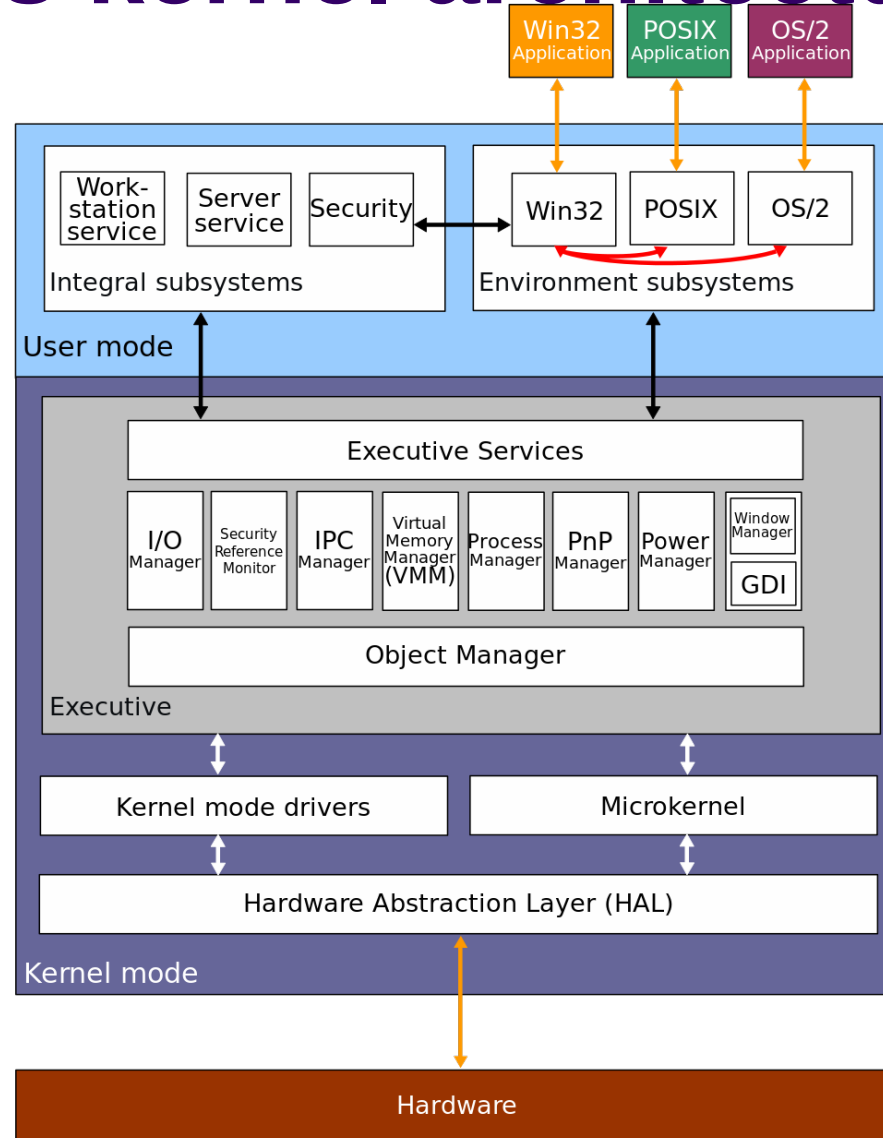 Win32
Application
POSIX
Application
OS/2
Application
Work-
station
service
Server
service
Security
Integral subsystems
Win32
POSIX
OS/2
Environment subsystems
User mode
Executive Services
I/O
Manager
Security
Reference
Monitor
IPC
Manager
Virtual
Memory
Manager
(VMM)
Process
Manager
PnP
Manager
Power
Manager
Window
Manager
GDI
Object Manager
Executive
Kernel mode drivers
Microkernel
Hardware Abstraction Layer (HAL)
Kernel mode
Hardware